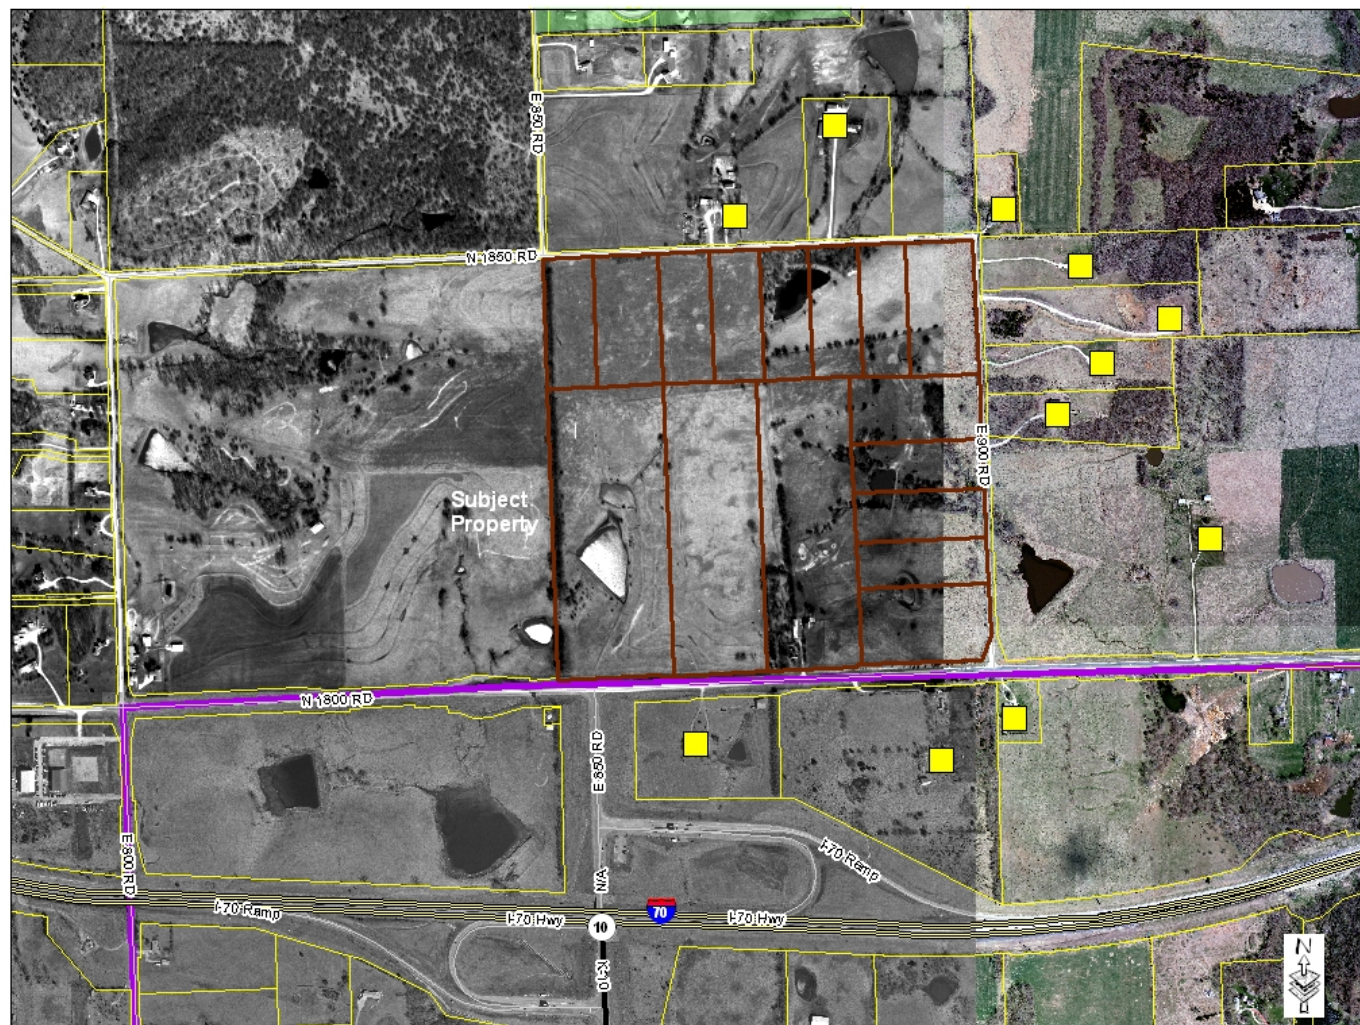 E 850 RD
N 1850 RD
E 900 RD
Subject
Property
N 1800 RD
E 850 RD
E 800 RD
I-70 Ramp
N/A
I-70 Ramp
I-70 Hwy
70
I-70 Hwy
10
K-10
N